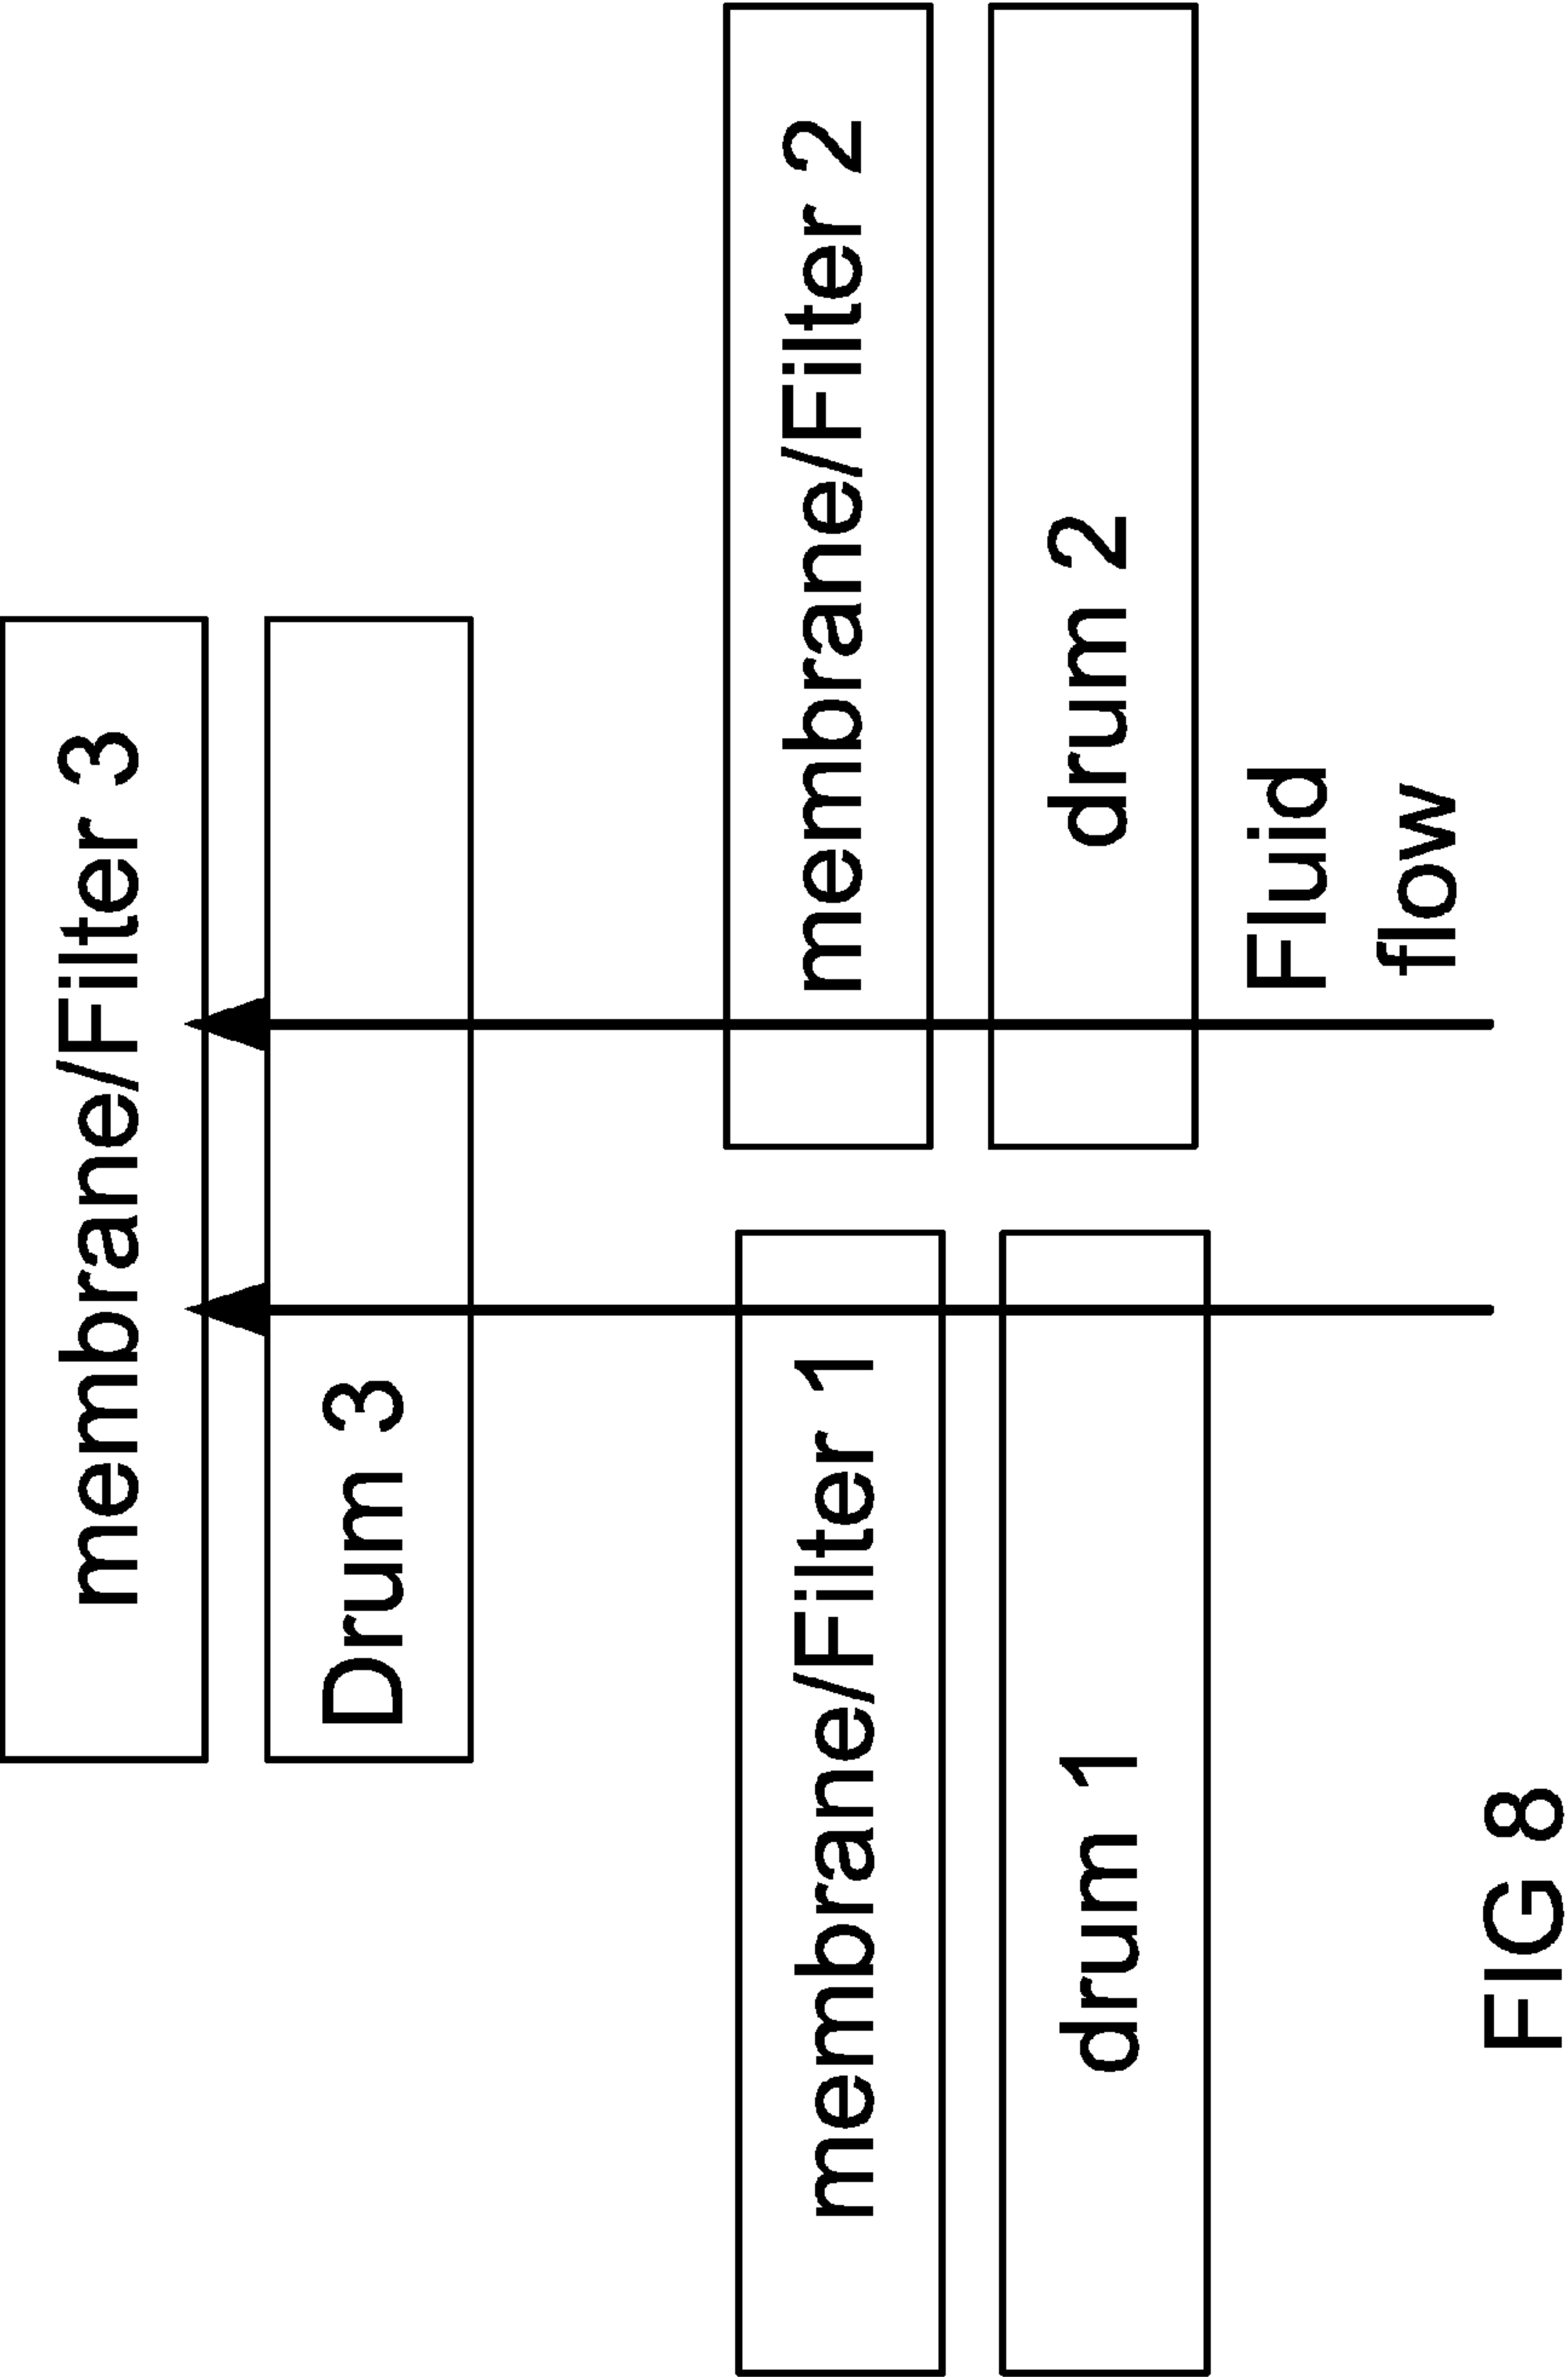 membrane/Filter 3
Drum 3
membrane/Filter 1
membrane/Filter 2
drum 1
drum 2
Fluid
flow
FIG 8